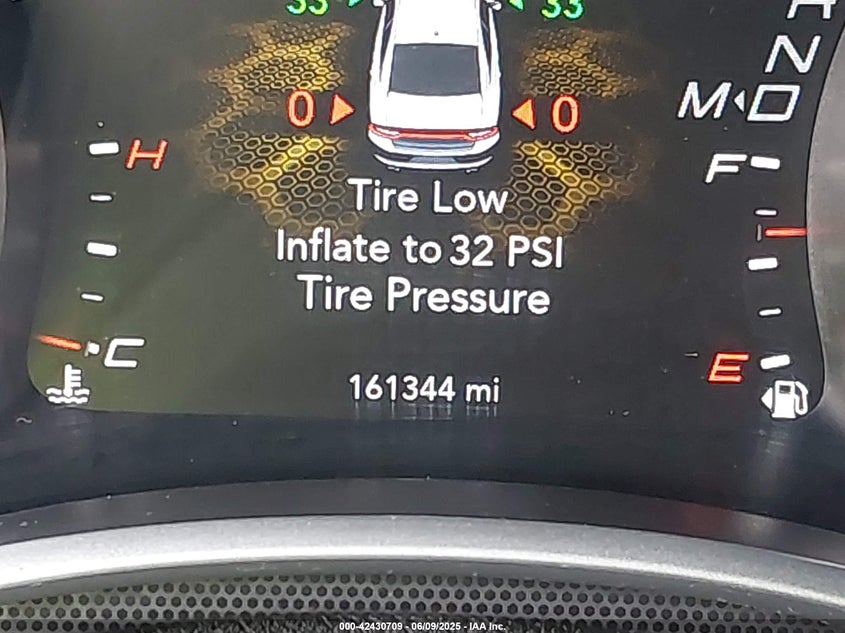 33 33
N
0 0
M D
H F
Tire Low
Inflate to 32 PSI
Tire Pressure
C E
161344 mi
000-42430709 - 06/09/2025 - IAA Inc.